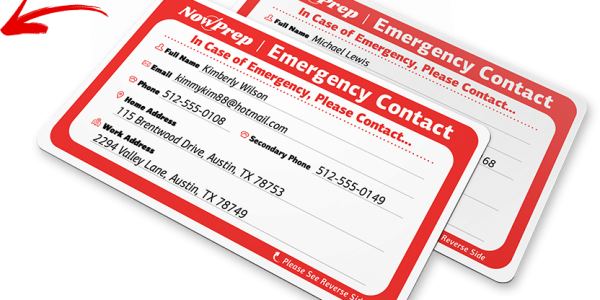 NowPrep | Emergency Contact
In Case of Emergency, Please Contact...
Full Name Kimberly Wilson
Email kimmykim88@hotmail.com
Phone 512-555-0108
Secondary Phone 512-555-0149
Home Address
115 Brentwood Drive, Austin, TX 78753
Work Address
2294 Valley Lane, Austin, TX 78749
Please See Reverse Side
Prep | Emergency Contact
In Case of Emergency, Please Contact...
Full Name Michael Lewis
68
Reverse Side